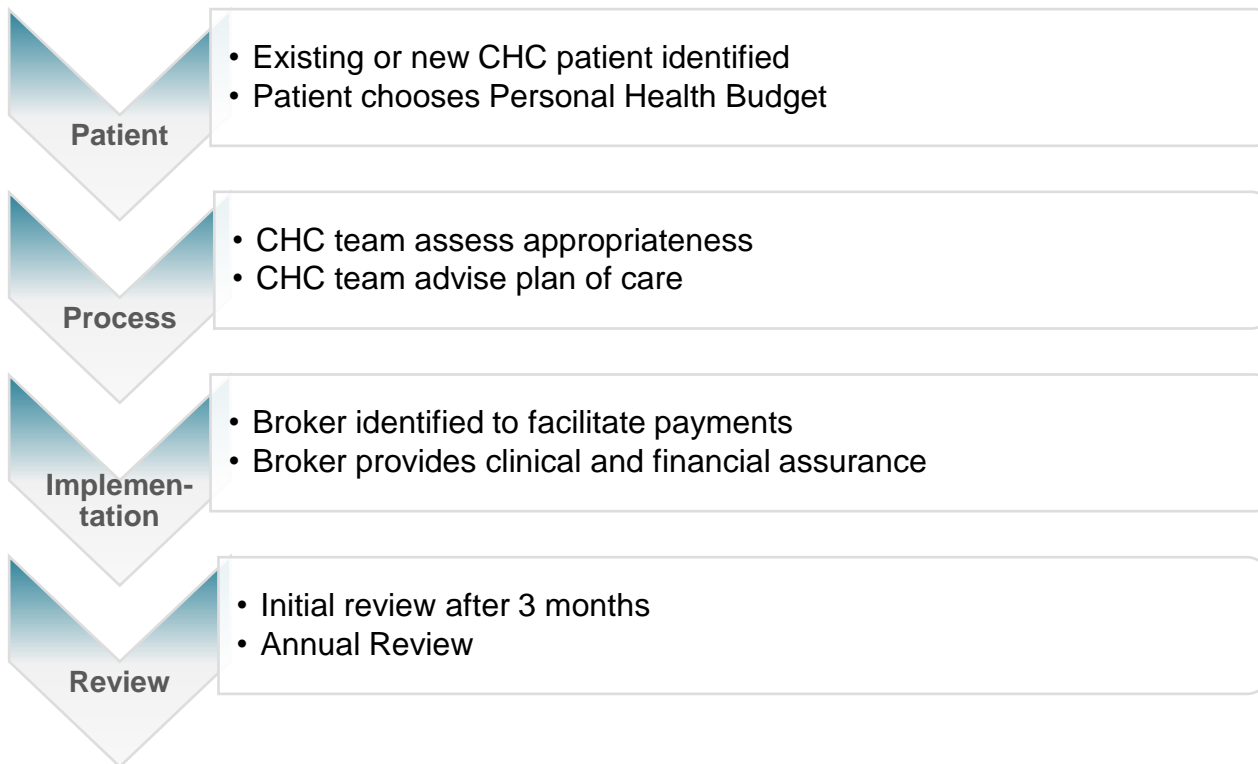 Patient
• Existing or new CHC patient identified
• Patient chooses Personal Health Budget
Process
• CHC team assess appropriateness
• CHC team advise plan of care
Implemen-
tation
• Broker identified to facilitate payments
• Broker provides clinical and financial assurance
Review
• Initial review after 3 months
• Annual Review